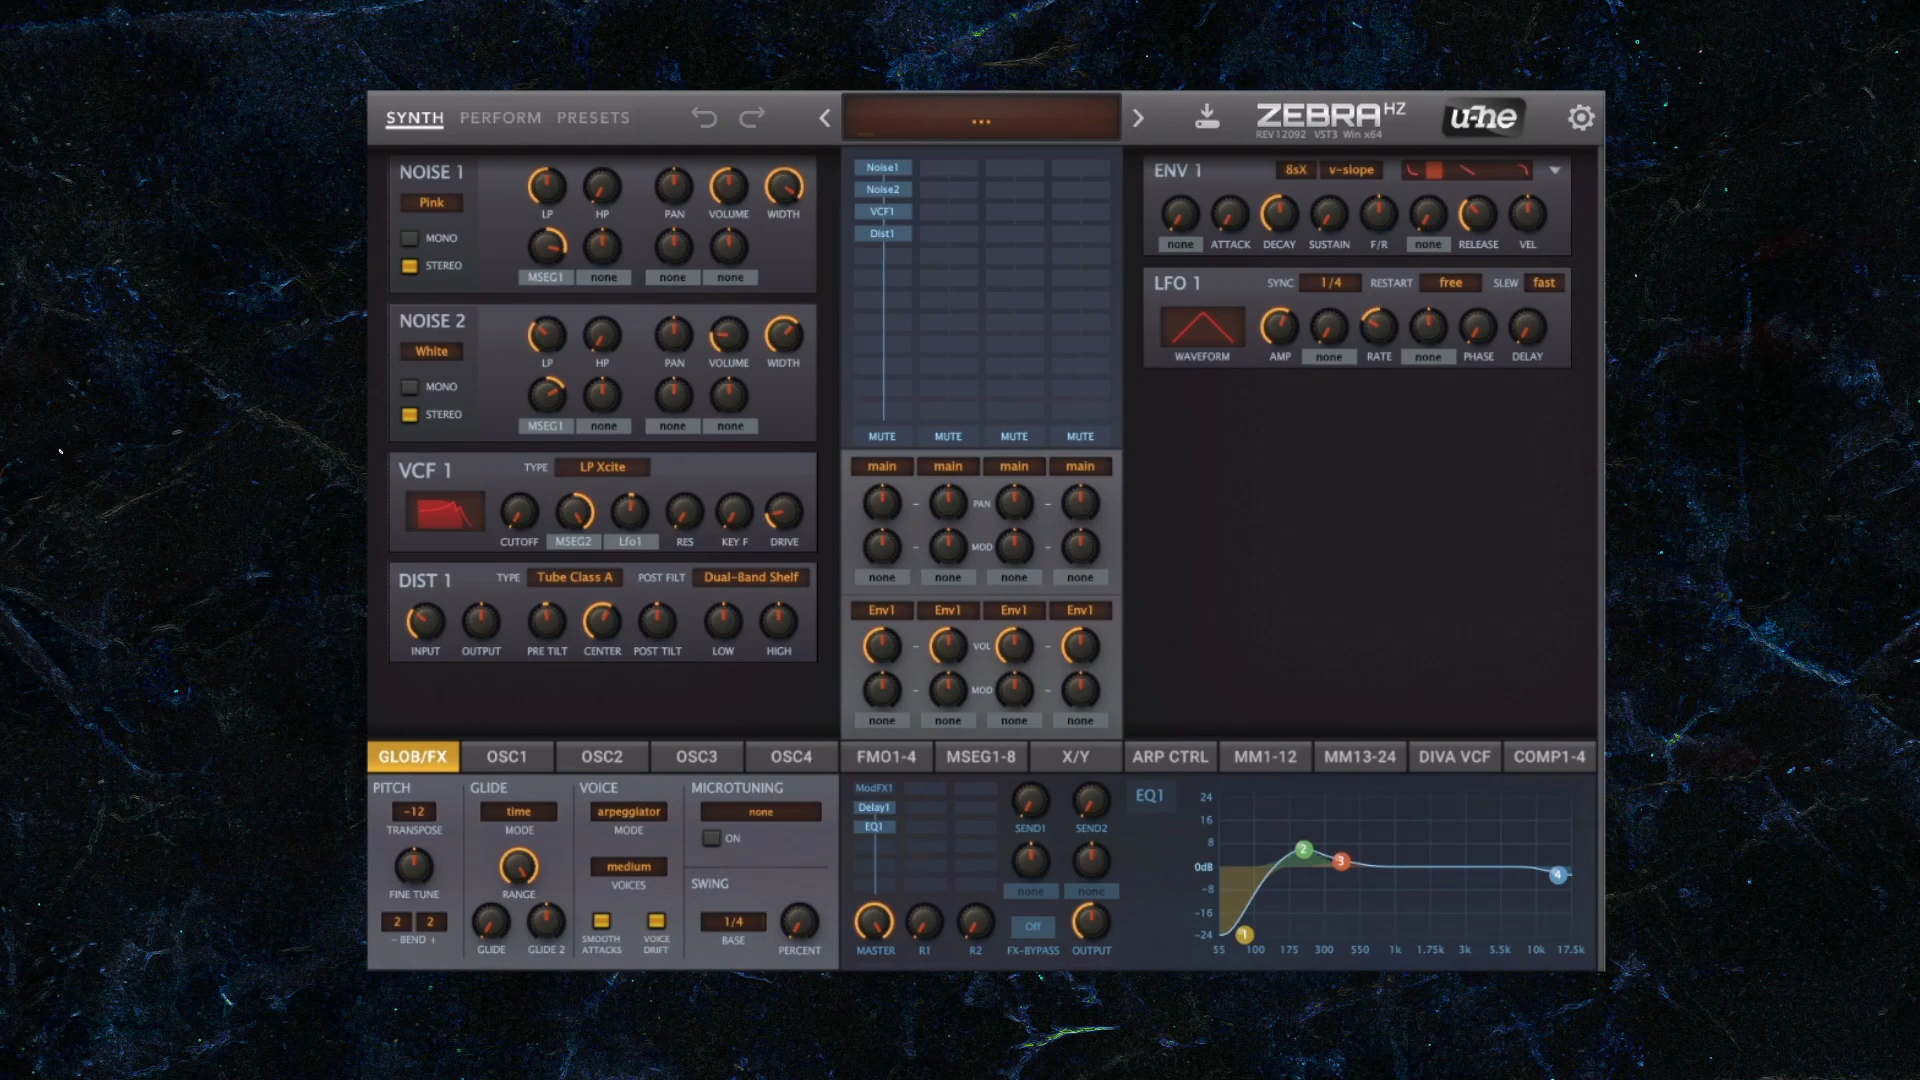 SYNTH PERFORM PRESETS
...
ZEBRA HZ
REV12092 VST3 Win x64
u-he
NOISE 1
Pink
MONO
STEREO
LP HP PAN VOLUME WIDTH
MSEG1 none none none
NOISE 2
White
MONO
STEREO
LP HP PAN VOLUME WIDTH
MSEG1 none none none
VCF 1 TYPE LP Xcite
CUTOFF MSEG2 Lfo1 RES KEY F DRIVE
DIST 1 TYPE Tube Class A POST FILT Dual-Band Shelf
INPUT OUTPUT PRE TILT CENTER POST TILT LOW HIGH
Noise1
Noise2
VCF1
Dist1
MUTE MUTE MUTE MUTE
main main main main
PAN
MOD
none none none none
Env1 Env1 Env1 Env1
VOL
MOD
none none none none
ENV 1 8sX v-slope
none ATTACK DECAY SUSTAIN F/R none RELEASE VEL
LFO 1 SYNC 1/4 RESTART free SLEW fast
WAVEFORM AMP none RATE none PHASE DELAY
GLOB/FX OSC1 OSC2 OSC3 OSC4 FMO1-4 MSEG1-8 X/Y ARP CTRL MM1-12 MM13-24 DIVA VCF COMP1-4
PITCH
-12
TRANSPOSE
FINE TUNE
2 2
- BEND +
GLIDE
time
MODE
RANGE
GLIDE GLIDE 2
VOICE
arpeggiator
MODE
medium
VOICES
SMOOTH ATTACKS
VOICE DRIFT
MICROTUNING
none
ON
SWING
1/4
BASE
PERCENT
ModFX1
Delay1
EQ1
SEND1 SEND2
none none
Off
MASTER R1 R2 FX-BYPASS OUTPUT
EQ1
24
16
8
0dB
-8
-16
-24
1 2 3 4
55 100 175 300 550 1k 1.75k 3k 5.5k 10k 17.5k